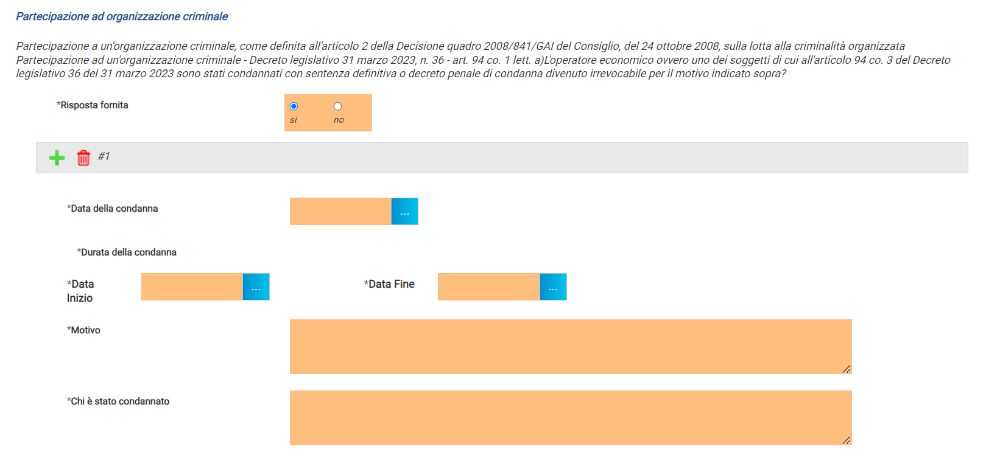 Partecipazione ad organizzazione criminale
Partecipazione a un'organizzazione criminale, come definita all'articolo 2 della Decisione quadro 2008/841/GAI del Consiglio, del 24 ottobre 2008, sulla lotta alla criminalità organizzata
Partecipazione ad un'organizzazione criminale - Decreto legislativo 31 marzo 2023, n. 36 - art. 94 co. 1 lett. a)L'operatore economico ovvero uno dei soggetti di cui all'articolo 94 co. 3 del Decreto
legislativo 36 del 31 marzo 2023 sono stati condannati con sentenza definitiva o decreto penale di condanna divenuto irrevocabile per il motivo indicato sopra?
*Risposta fornita
si no
#1
*Data della condanna
...
*Durata della condanna
*Data
Inizio
...
*Data Fine
...
*Motivo
*Chi è stato condannato